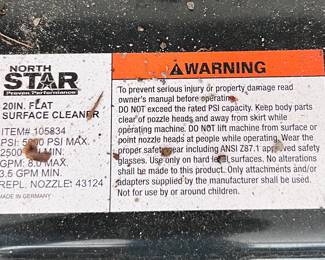 NORTH
STAR
Proven Performance
20IN. FLAT
SURFACE CLEANER
ITEM# 105834
PSI: PSI MAX.
2500 MIN.
GPM: 8.0 MAX.
3.5 GPM MIN.
REPL. NOZZLE: 43124
MADE IN GERMANY
WARNING
To prevent serious injury or property damage read
owner's manual before operating.
DO NOT exceed the rated PSI capacity. Keep body parts
clear of nozzle heads and away from skirt while
operating machine. DO NOT lift machine from surface or
point nozzle heads at people while operating. Wear the
proper safety gear including ANSI Z87.1 approved safety
glasses. Use only on hard level surfaces. No alterations
shall be made to this product. Only attachments and/or
adapters supplied by the manufacturer shall be used.
Not for use by or around children.